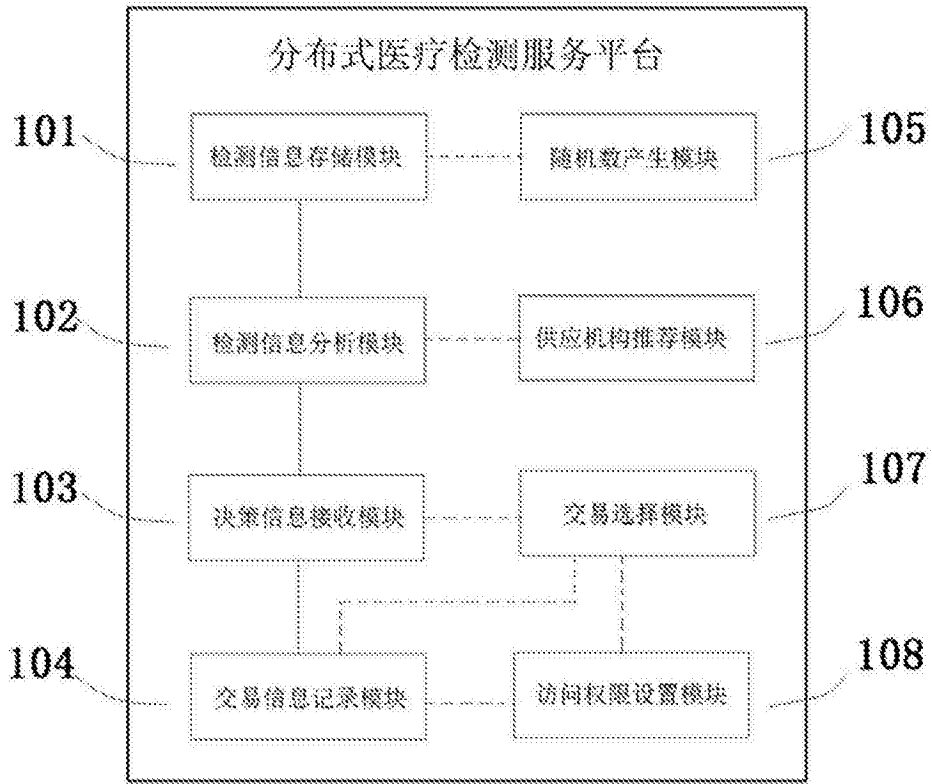 分布式医疗检测服务平台
101
检测信息存储模块
随机数产生模块
105
102
检测信息分析模块
供应机构推荐模块
106
103
决策信息接收模块
交易选择模块
107
104
交易信息记录模块
访问权限设置模块
108